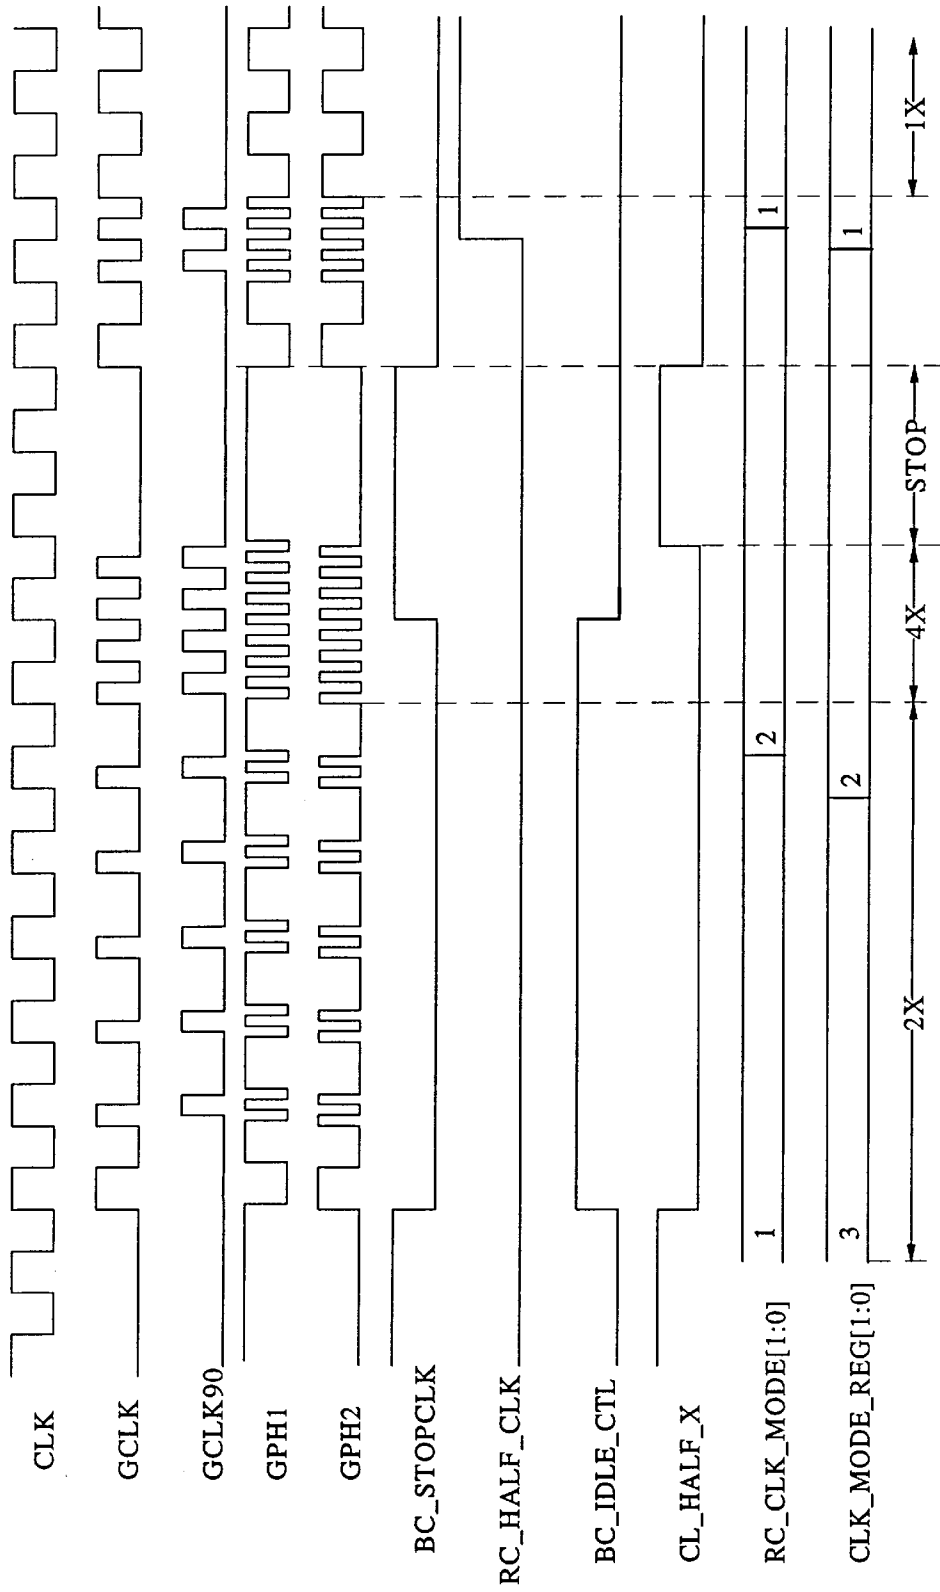 CLK
GCLK
GCLK90
GPH1
GPH2
BC_STOPCLK
RC_HALF_CLK
BC_IDLE_CTL
CL_HALF_X
RC_CLK_MODE[1:0] 1 2 1
CLK_MODE_REG[1:0] 3 2 1
2X 4X STOP 1X